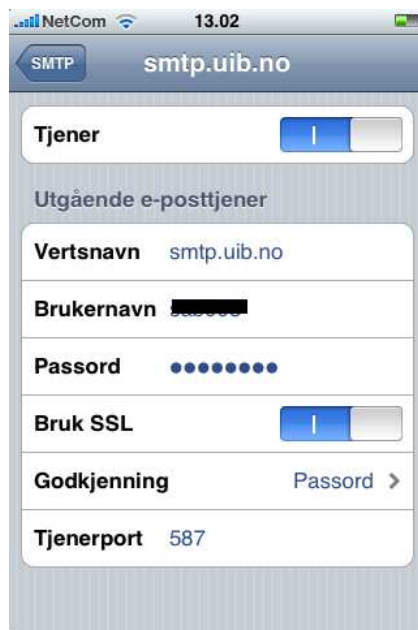 NetCom 13.02
SMTP smtp.uib.no
Tjener
Utgående e-posttjener
Vertsnavn smtp.uib.no
Brukernavn
Passord ●●●●●●●●
Bruk SSL
Godkjenning Passord
Tjenerport 587